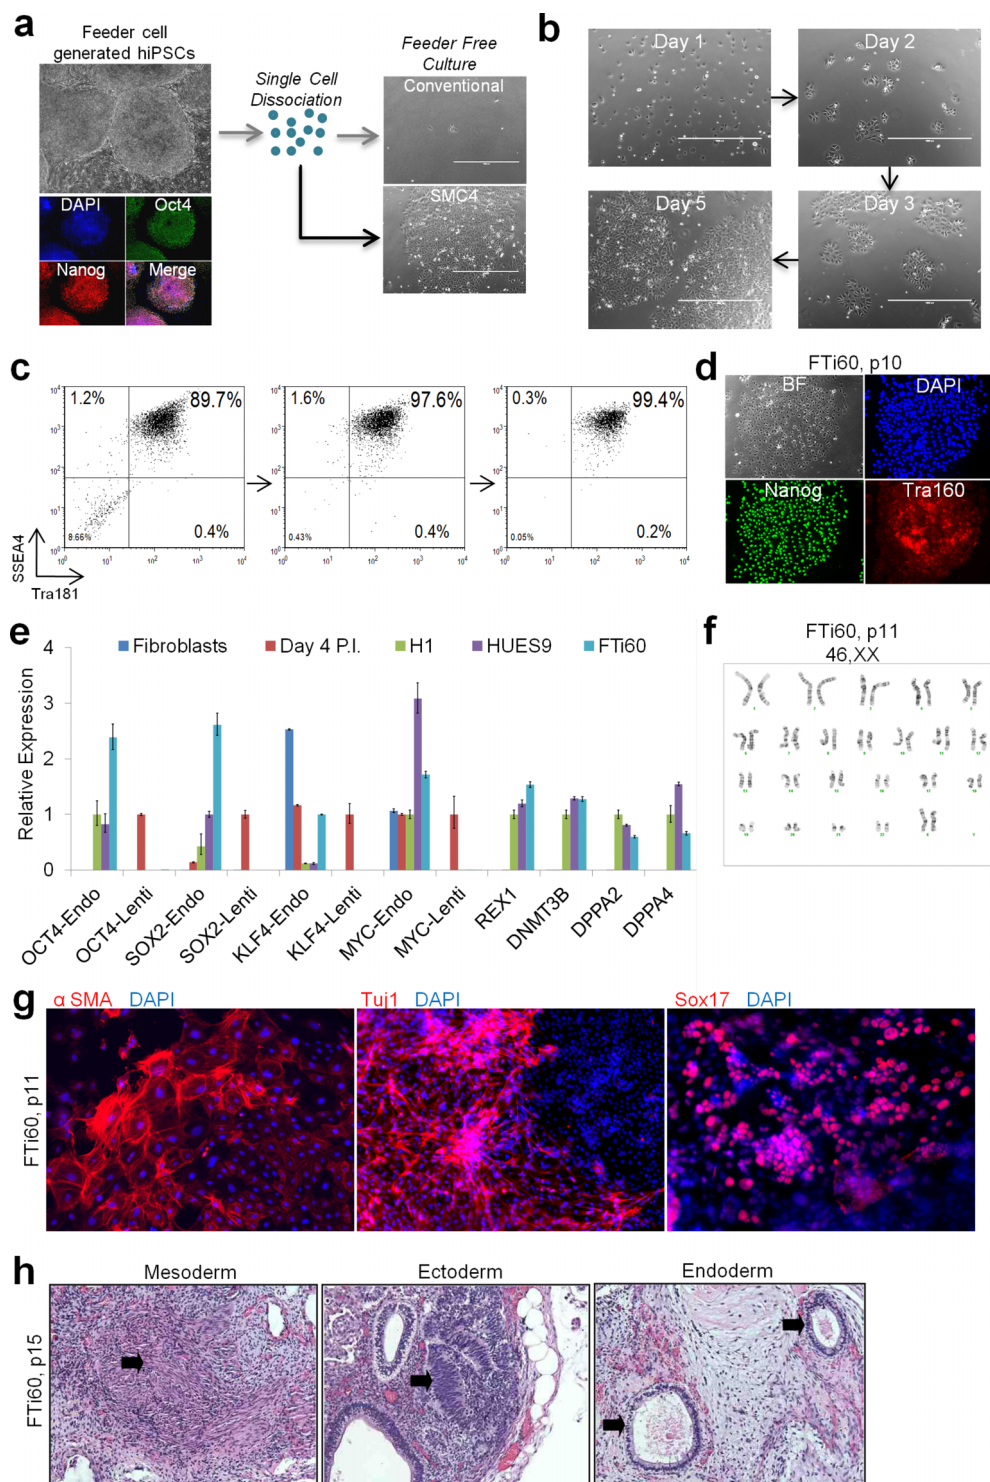 a
Feeder cell
generated hiPSCs
Single Cell
Dissociation
Feeder Free
Culture
Conventional
SMC4
DAPI
Oct4
Nanog
Merge
b
Day 1
Day 2
Day 5
Day 3
c
1.2%
89.7%
8.66%
0.4%
1.6%
97.6%
0.43%
0.4%
0.3%
99.4%
0.05%
0.2%
SSEA4
Tra181
d
FTi60, p10
BF
DAPI
Nanog
Tra160
e
Fibroblasts
Day 4 P.I.
H1
HUES9
FTi60
Relative Expression
4
3
2
1
0
OCT4-Endo
OCT4-Lenti
SOX2-Endo
SOX2-Lenti
KLF4-Endo
KLF4-Lenti
MYC-Endo
MYC-Lenti
REX1
DNMT3B
DPPA2
DPPA4
f
FTi60, p11
46,XX
g
α SMA DAPI
Tuj1 DAPI
Sox17 DAPI
FTi60, p11
h
Mesoderm
Ectoderm
Endoderm
FTi60, p15